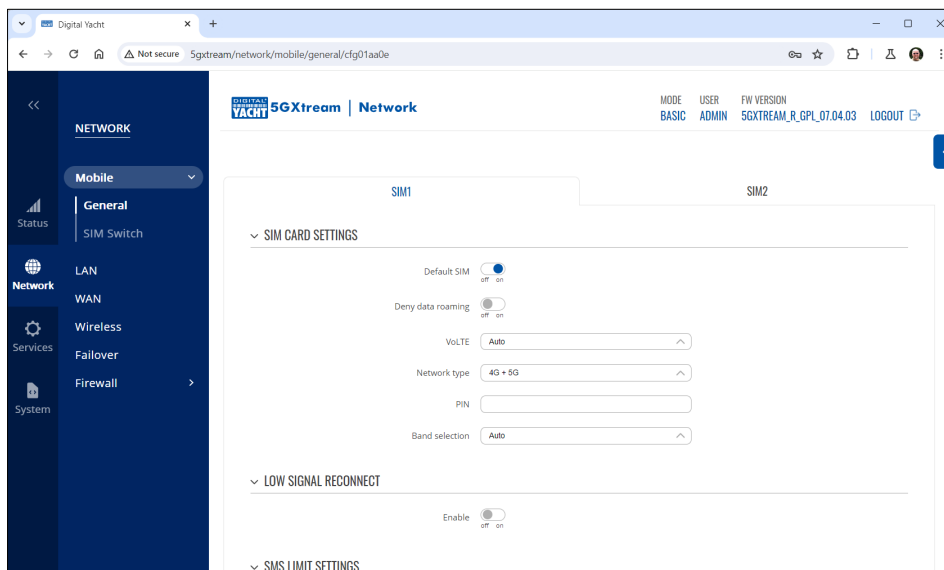 Digital Yacht
Not secure
5gxtream/network/mobile/general/cfg01aa0e
Status
Network
Services
System
NETWORK
Mobile
General
SIM Switch
LAN
WAN
Wireless
Failover
Firewall
DIGITAL YACHT 5GXtream | Network
MODE
BASIC
USER
ADMIN
FW VERSION
5GXTREAM_R_GPL_07.04.03
LOGOUT
SIM1
SIM2
SIM CARD SETTINGS
Default SIM
off on
Deny data roaming
off on
VoLTE Auto
Network type 4G + 5G
PIN
Band selection Auto
LOW SIGNAL RECONNECT
Enable
off on
SMS LIMIT SETTINGS